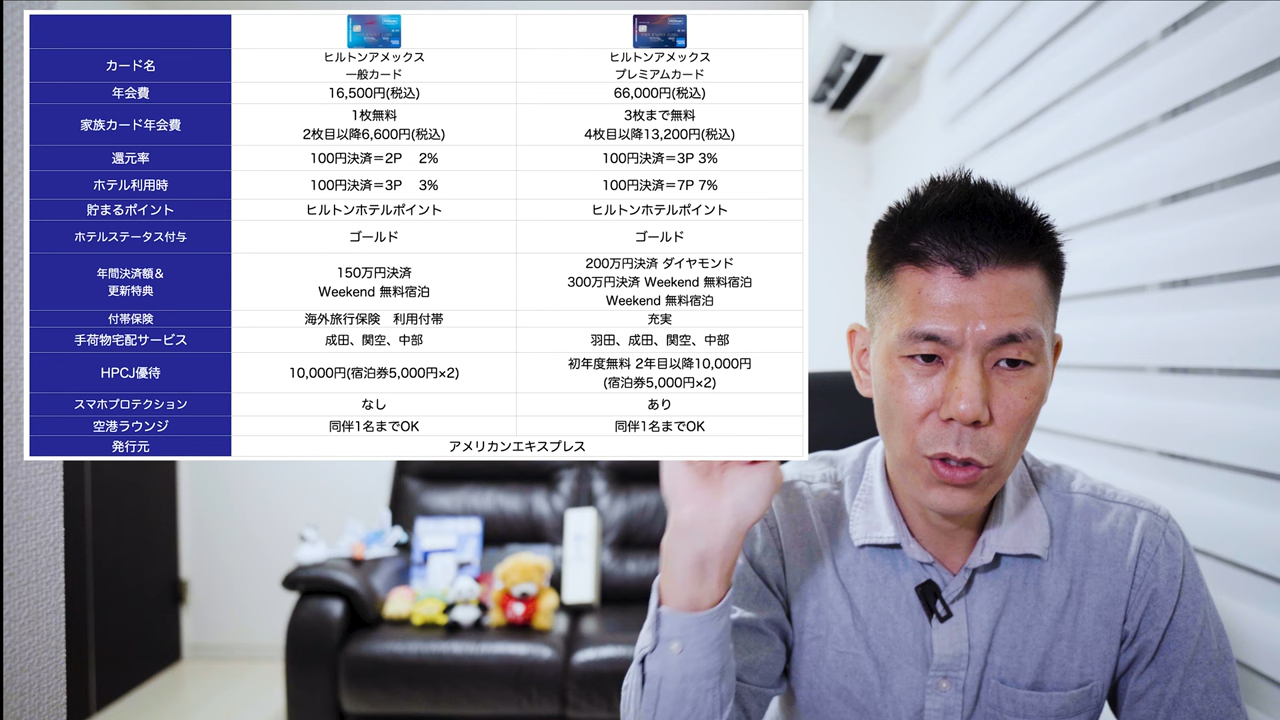 カード名
ヒルトンアメックス
一般カード
ヒルトンアメックス
プレミアムカード
年会費
16,500円(税込)
66,000円(税込)
家族カード年会費
1枚無料
2枚目以降6,600円(税込)
3枚まで無料
4枚目以降13,200円(税込)
還元率
100円決済＝2P　2%
100円決済＝3P 3%
ホテル利用時
100円決済＝3P　3%
100円決済＝7P 7%
貯まるポイント
ヒルトンホテルポイント
ヒルトンホテルポイント
ホテルステータス付与
ゴールド
ゴールド
年間決済額＆
更新特典
150万円決済
Weekend 無料宿泊
200万円決済 ダイヤモンド
300万円決済 Weekend 無料宿泊
Weekend 無料宿泊
付帯保険
海外旅行保険　利用付帯
充実
手荷物宅配サービス
成田、関空、中部
羽田、成田、関空、中部
HPCJ優待
10,000円(宿泊券5,000円×2)
初年度無料 2年目以降10,000円
(宿泊券5,000円×2)
スマホプロテクション
なし
あり
空港ラウンジ
同伴1名までOK
同伴1名までOK
発行元
アメリカンエキスプレス